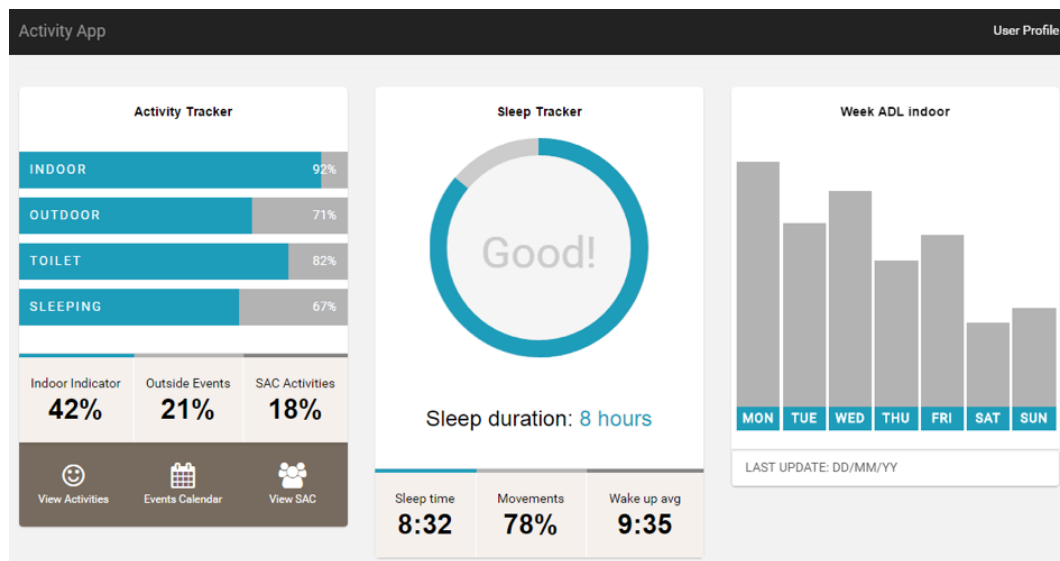 Activity App
User Profile
Activity Tracker
INDOOR 92%
OUTDOOR 71%
TOILET 82%
SLEEPING 67%
Indoor Indicator
42%
Outside Events
21%
SAC Activities
18%
View Activities
Events Calendar
View SAC
Sleep Tracker
Good!
Sleep duration: 8 hours
Sleep time
8:32
Movements
78%
Wake up avg
9:35
Week ADL indoor
MON TUE WED THU FRI SAT SUN
LAST UPDATE: DD/MM/YY